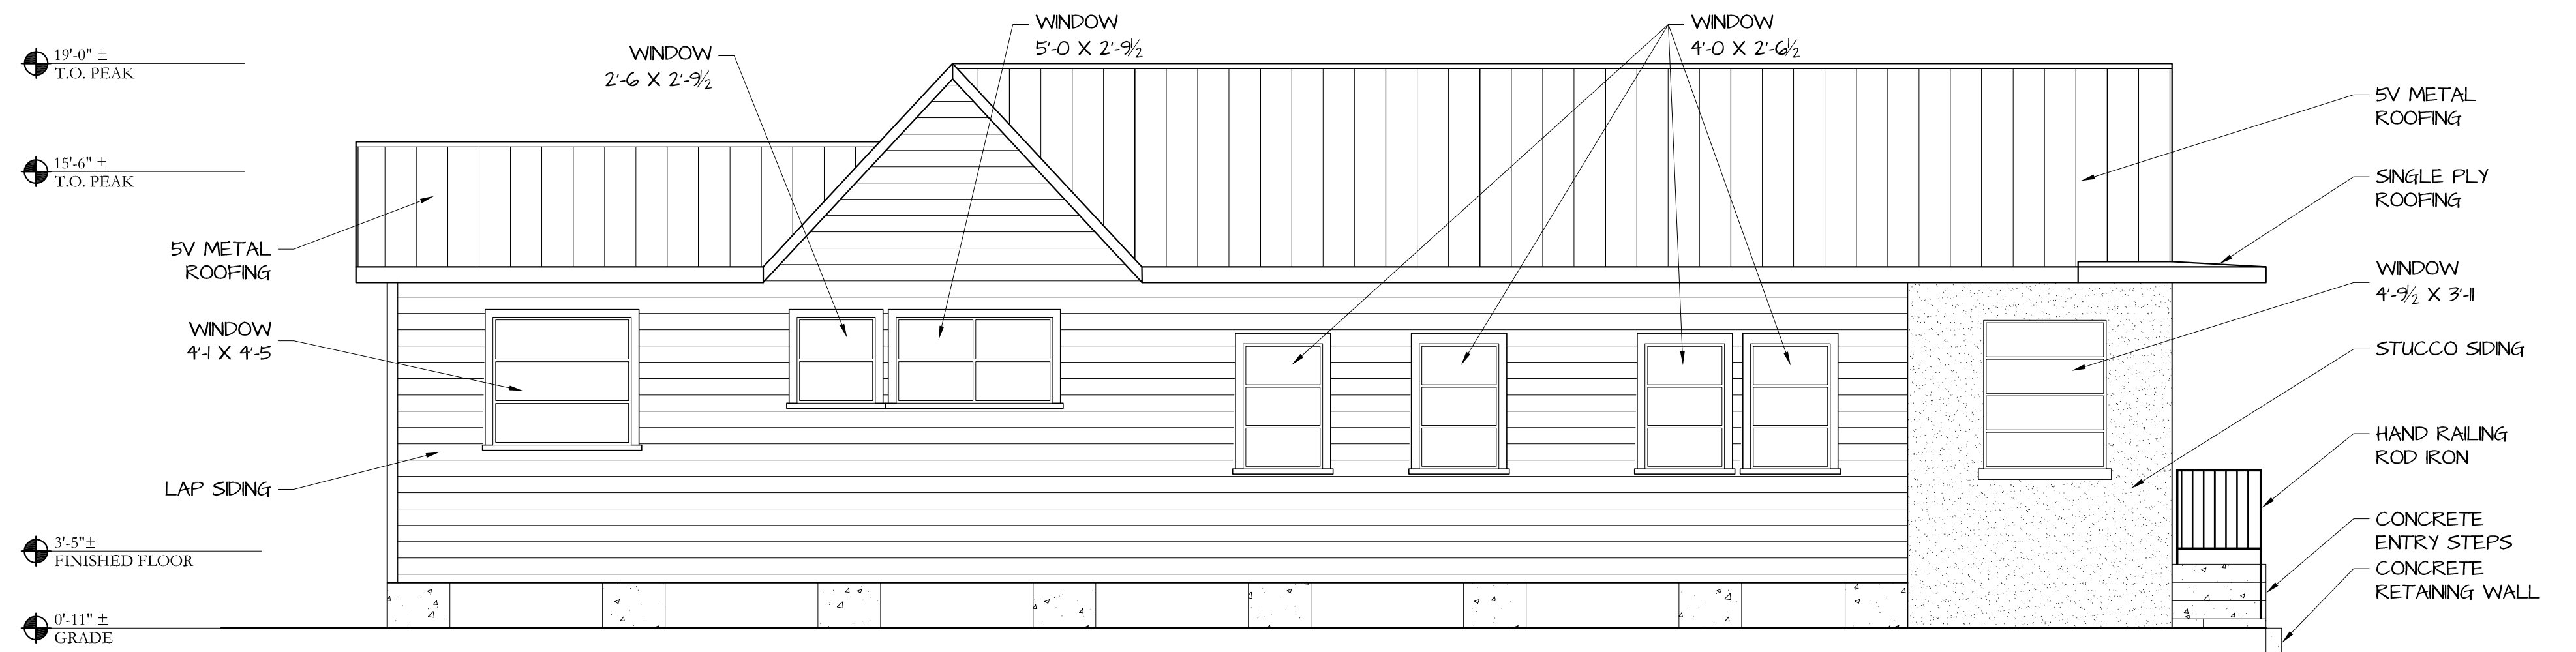 19'-0" ±
T.O. PEAK
15'-6" ±
T.O. PEAK
3'-5"±
FINISHED FLOOR
0'-11" ±
GRADE
5V METAL
ROOFING
WINDOW
4'-1 X 4'-5
LAP SIDING
WINDOW
2'-6 X 2'-9½
WINDOW
5'-0 X 2'-9½
WINDOW
4'-0 X 2'-6½
5V METAL
ROOFING
SINGLE PLY
ROOFING
WINDOW
4'-9½ X 3'-11
STUCCO SIDING
HAND RAILING
ROD IRON
CONCRETE
ENTRY STEPS
CONCRETE
RETAINING WALL